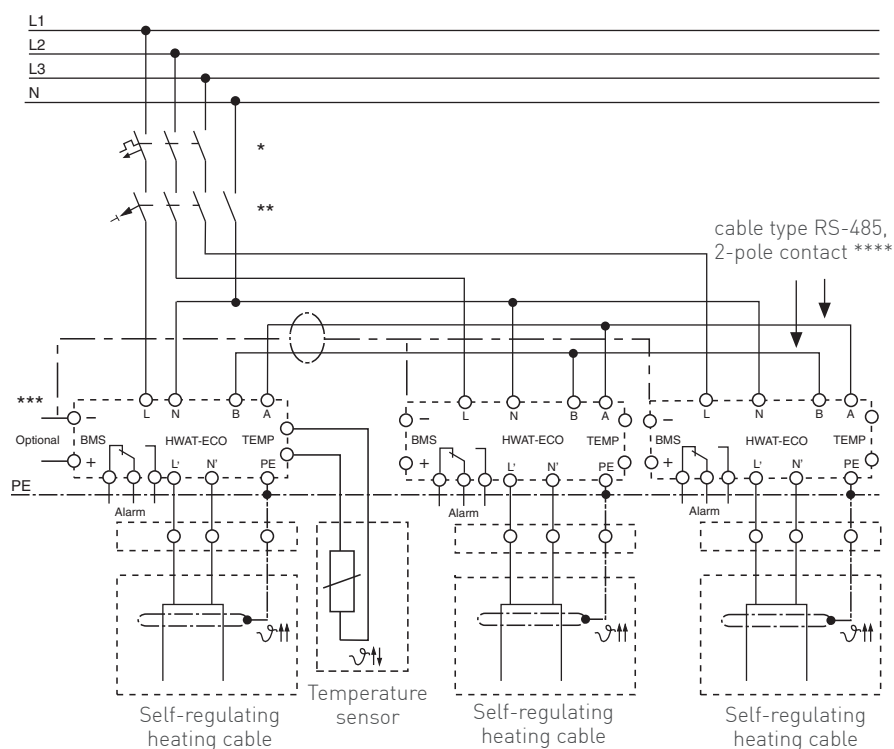 L1
L2
L3
N
*
**
cable type RS-485,
2-pole contact ****
***
Optional
L N B A
− BMS HWAT-ECO TEMP
+ L' N' PE
Alarm
L N B A
− BMS HWAT-ECO TEMP
+ L' N' PE
Alarm
L N B A
− BMS HWAT-ECO TEMP
+ L' N' PE
Alarm
PE
Self-regulating
heating cable
Temperature
sensor
Self-regulating
heating cable
Self-regulating
heating cable